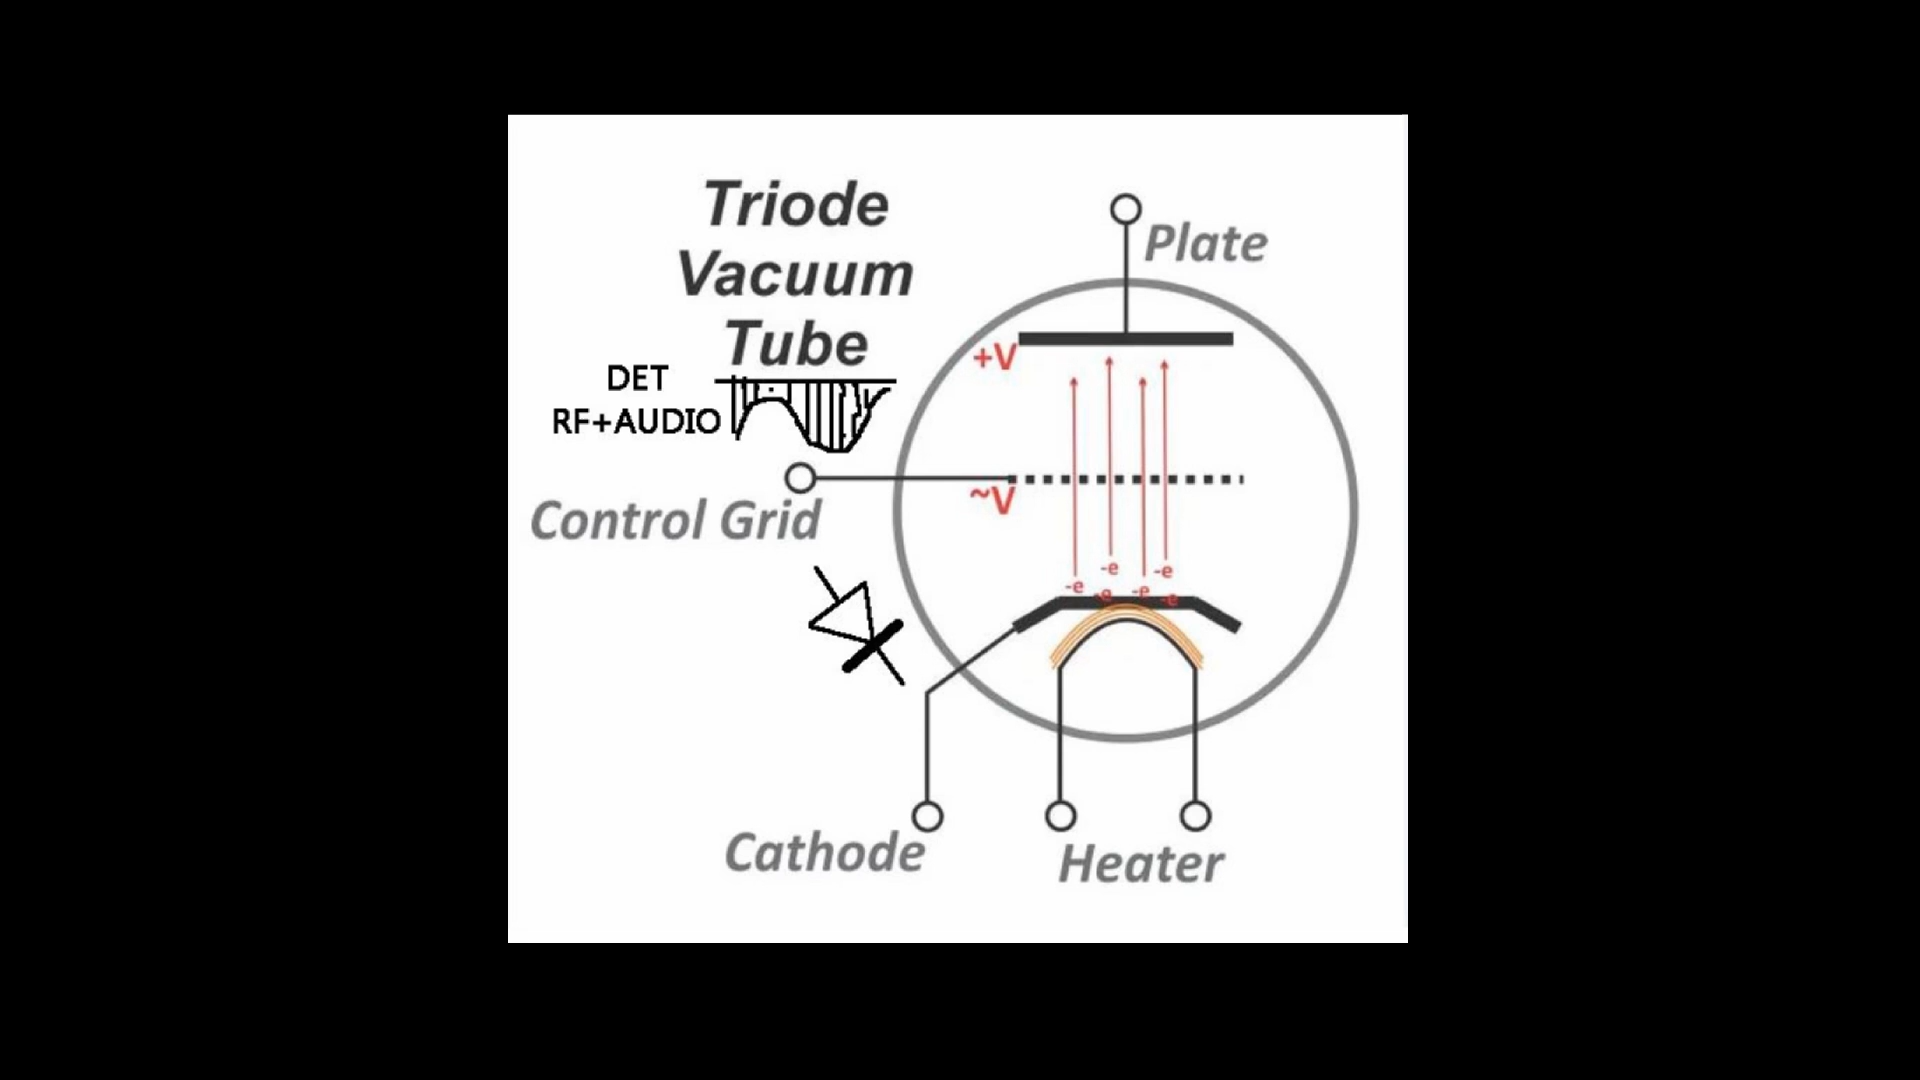 Triode
Vacuum
Tube
Plate
+V
DET
RF+AUDIO
~V
Control Grid
-e
-e
-e
-e
-e
-e
Cathode
Heater